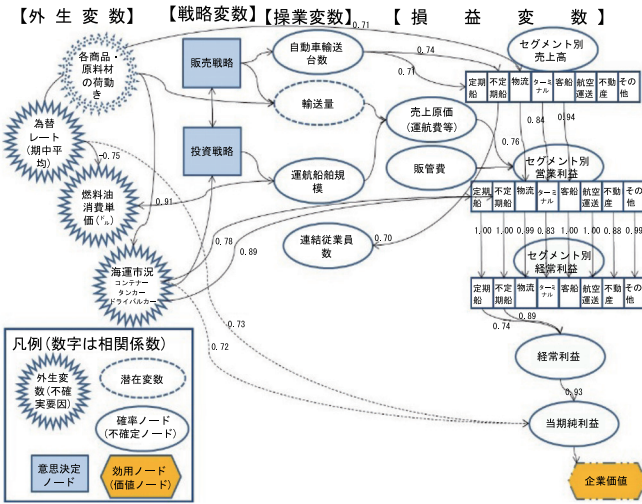 【外 生 変 数】
【戦略変数】
【操業変数】
【 損 益 変 数 】
各商品・
原料材
の荷動
き
為替
レート
(期中平
均)
燃料油
消費単
価(ﾄﾞﾙ)
海運市況
コンテナー
タンカー
ドライバルカー
販売戦略
投資戦略
自動車輸送
台数
輸送量
運航船舶規
模
連結従業員
数
売上原価
(運航費等)
販管費
セグメント別
売上高
定期船
不定期船
物流
ターミナル
客船
航空運送
不動産
その他
セグメント別
営業利益
定期船
不定期船
物流
ターミナル
客船
航空運送
不動産
その他
セグメント別
経常利益
定期船
不定期船
物流
ターミナル
客船
航空運送
不動産
その他
経常利益
当期純利益
企業価値
0.71
0.74
0.71
0.84
0.94
0.76
-0.75
0.91
0.78
0.89
0.70
1.00
1.00
0.99
0.83
1.00
1.00
0.88
0.99
0.89
0.74
0.73
0.72
0.93
凡例(数字は相関係数)
外生変
数(不確
実要因)
潜在変数
確率ノード
(不確定ノード)
意思決定
ノード
効用ノード
(価値ノード)